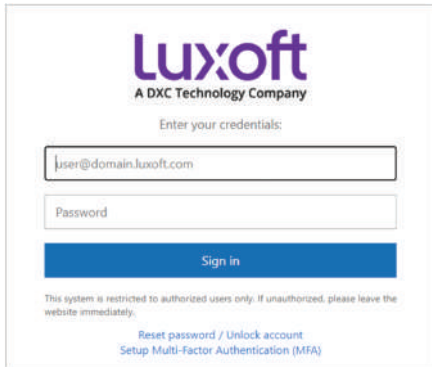 Luxoft
A DXC Technology Company
Enter your credentials:
user@domain.luxoft.com
Password
Sign in
This system is restricted to authorized users only. If unauthorized, please leave the
website immediately.
Reset password / Unlock account
Setup Multi-Factor Authentication (MFA)